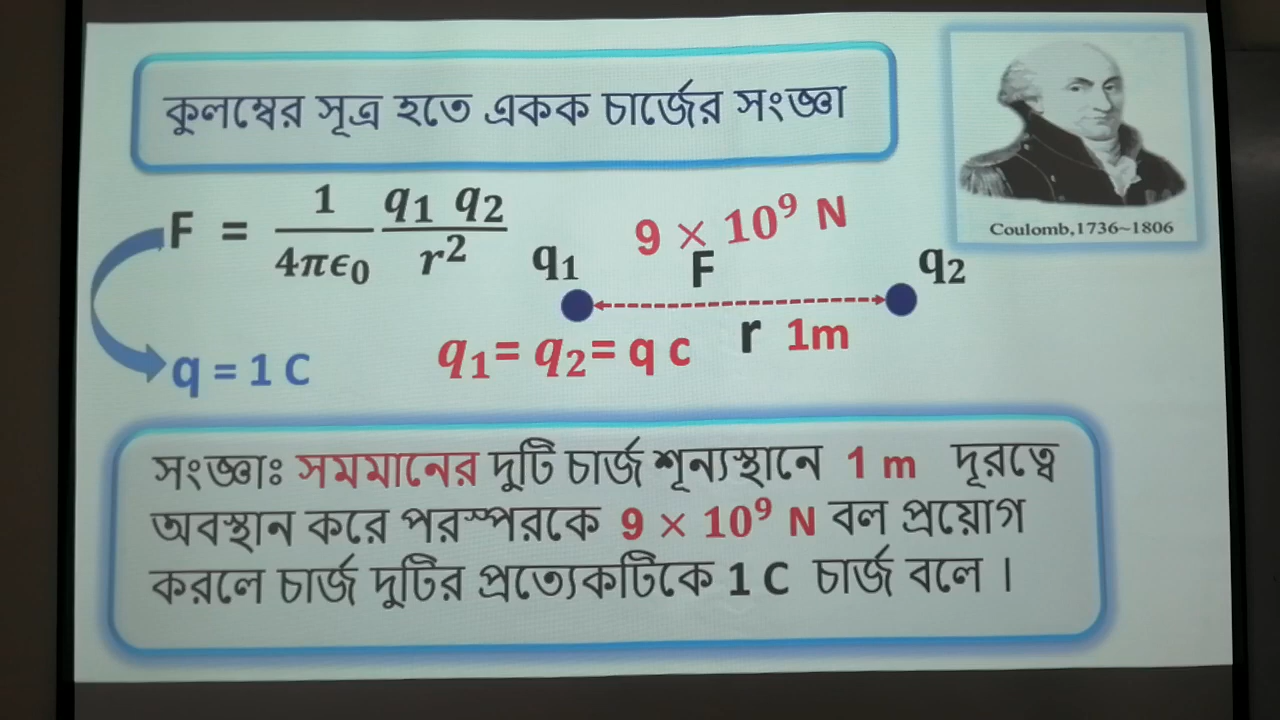 কুলম্বের সূত্র হতে একক চার্জের সংজ্ঞা
Coulomb,1736~1806
F = 1/4πϵ₀ q₁ q₂/r²
q₁
9 × 10⁹ N
F
q₂
r 1m
q₁= q₂= q c
q = 1 C
সংজ্ঞাঃ সমমানের দুটি চার্জ শূন্যস্থানে 1 m দূরত্বে
অবস্থান করে পরস্পরকে 9 × 10⁹ N বল প্রয়োগ
করলে চার্জ দুটির প্রত্যেকটিকে 1 C চার্জ বলে ।